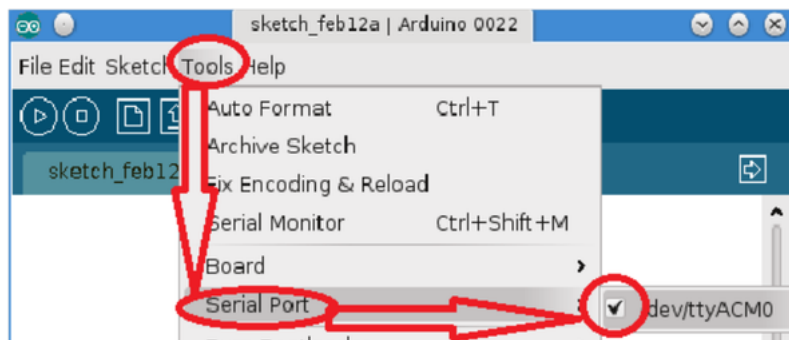 sketch_feb12a | Arduino 0022
File Edit Sketch Tools Help
Auto Format Ctrl+T
Archive Sketch
sketch_feb12
Fix Encoding & Reload
Serial Monitor Ctrl+Shift+M
Board
Serial Port
dev/ttyACM0